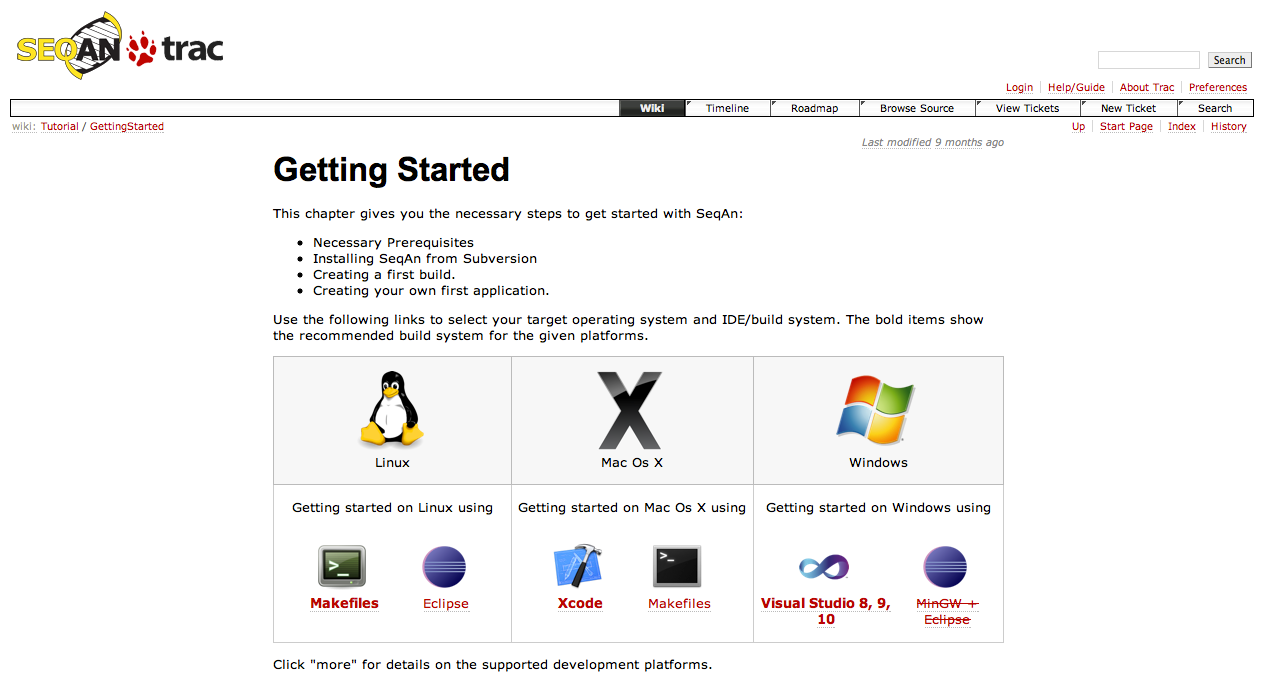 SEQAN trac
Search
Login Help/Guide About Trac Preferences
Wiki Timeline Roadmap Browse Source View Tickets New Ticket Search
wiki: Tutorial / GettingStarted
Up Start Page Index History
Last modified 9 months ago
Getting Started
This chapter gives you the necessary steps to get started with SeqAn:
• Necessary Prerequisites
• Installing SeqAn from Subversion
• Creating a first build.
• Creating your own first application.
Use the following links to select your target operating system and IDE/build system. The bold items show
the recommended build system for the given platforms.
Linux Mac Os X Windows
Getting started on Linux using
>_
Makefiles Eclipse
Getting started on Mac Os X using
>_
Xcode Makefiles
Getting started on Windows using
Visual Studio 8, 9,
10
MinGW +
Eclipse
Click "more" for details on the supported development platforms.